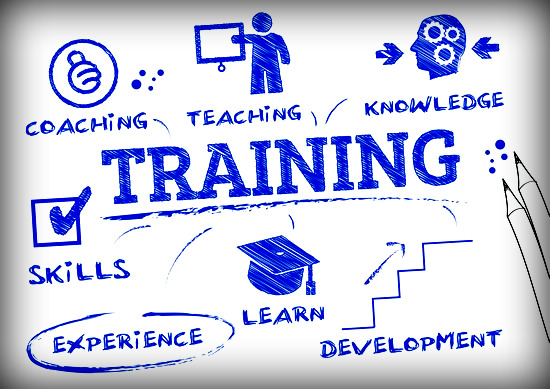 COACHiNG
TEACHiNG
KNOWLEDGE
TRAINING
SKiLLS
LEARN
EXPERiENCE
DEVELOPMENT